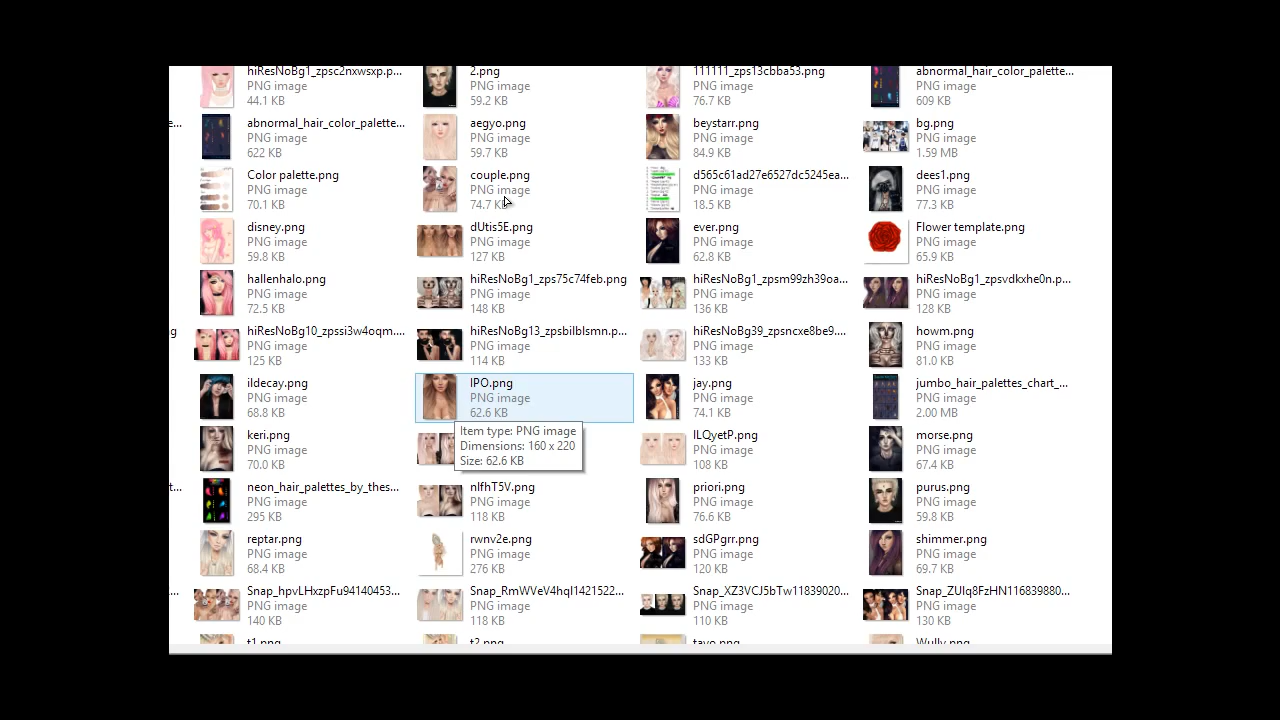 hiResNoBg1_zpsc2nxwsxp.p...
PNG image
44.1 KB
2.png
PNG image
59.2 KB
111111_zps13cbba53.png
PNG image
76.7 KB
abnormal_hair_color_palette...
PNG image
609 KB
e...
abnormal_hair_color_palette...
PNG image
622 KB
aegyo.png
PNG image
59.7 KB
PNG image
84.9 KB
bg.png
PNG image
1.59 MB
Color palette.png
PNG image
70.1 KB
couple.png
PNG image
74.7 KB
PNG image
18.5 KB
dees1.png
PNG image
77.3 KB
disney.png
PNG image
59.8 KB
dUtis5E.png
PNG image
127 KB
ever.png
PNG image
62.8 KB
Flower template.png
PNG image
65.9 KB
hallenhalo.png
PNG image
72.5 KB
hiResNoBg1_zps75c74feb.png
PNG image
148 KB
hiResNoBg1_zpsm99zh39oa...
PNG image
136 KB
hiResNoBg1_zpsvdkxhe0n.p...
PNG image
128 KB
g
hiResNoBg10_zpssi3w4oqm....
PNG image
125 KB
hiResNoBg13_zpsbilblsmn.p...
PNG image
114 KB
hiResNoBg39_zpsncxe8be9....
PNG image
133 KB
howm.png
PNG image
81.0 KB
ildecay.png
PNG image
68.8 KB
IPO.png
PNG image
62.6 KB
jay.png
PNG image
74.1 KB
jumbo_hair_palettes_chart_...
PNG image
2.00 MB
keri.png
PNG image
70.0 KB
Item type: PNG image
Dimensions: 160 x 220
Size: 62.6 KB
PNG image
108 KB
morse.png
PNG image
67.4 KB
t...
neon_hair_palettes_by_thes...
PNG image
295 KB
PNG image
118 KB
priori.png
PNG image
76.6 KB
purus.png
PNG image
59.8 KB
reptar.png
PNG image
68.4 KB
rwnv2e.png
PNG image
276 KB
sdGPgrr.png
PNG image
120 KB
shimmer.png
PNG image
69.7 KB
...
Snap_hpvLHxzpFu94140453...
PNG image
140 KB
Snap_RmWVeV4hqI1421522...
PNG image
118 KB
Snap_XZ3VCJ5bTw11839020...
PNG image
110 KB
Snap_ZUIq8FzHN116839880...
PNG image
130 KB
t1.png
t2.png
tayo.png
Wully.png